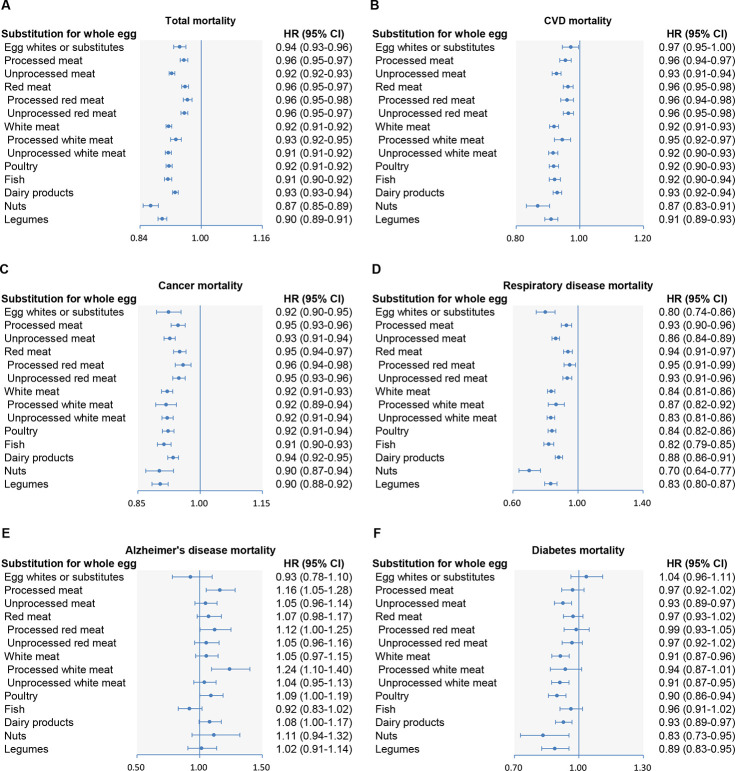 A
Total mortality
Substitution for whole egg HR (95% CI)
Egg whites or substitutes 0.94 (0.93-0.96)
Processed meat 0.96 (0.95-0.97)
Unprocessed meat 0.92 (0.92-0.93)
Red meat 0.96 (0.95-0.97)
Processed red meat 0.96 (0.95-0.98)
Unprocessed red meat 0.96 (0.95-0.97)
White meat 0.92 (0.91-0.92)
Processed white meat 0.93 (0.92-0.95)
Unprocessed white meat 0.91 (0.91-0.92)
Poultry 0.92 (0.91-0.92)
Fish 0.91 (0.90-0.92)
Dairy products 0.93 (0.93-0.94)
Nuts 0.87 (0.85-0.89)
Legumes 0.90 (0.89-0.91)
0.84 1.00 1.16
B
CVD mortality
Substitution for whole egg HR (95% CI)
Egg whites or substitutes 0.97 (0.95-1.00)
Processed meat 0.96 (0.94-0.97)
Unprocessed meat 0.93 (0.91-0.94)
Red meat 0.96 (0.95-0.98)
Processed red meat 0.96 (0.94-0.98)
Unprocessed red meat 0.96 (0.95-0.98)
White meat 0.92 (0.91-0.93)
Processed white meat 0.95 (0.92-0.97)
Unprocessed white meat 0.92 (0.90-0.93)
Poultry 0.92 (0.90-0.93)
Fish 0.92 (0.90-0.94)
Dairy products 0.93 (0.92-0.94)
Nuts 0.87 (0.83-0.91)
Legumes 0.91 (0.89-0.93)
0.80 1.00 1.20
C
Cancer mortality
Substitution for whole egg HR (95% CI)
Egg whites or substitutes 0.92 (0.90-0.95)
Processed meat 0.95 (0.93-0.96)
Unprocessed meat 0.93 (0.91-0.94)
Red meat 0.95 (0.94-0.97)
Processed red meat 0.96 (0.94-0.98)
Unprocessed red meat 0.95 (0.93-0.96)
White meat 0.92 (0.91-0.93)
Processed white meat 0.92 (0.89-0.94)
Unprocessed white meat 0.92 (0.91-0.94)
Poultry 0.92 (0.91-0.94)
Fish 0.91 (0.90-0.93)
Dairy products 0.94 (0.92-0.95)
Nuts 0.90 (0.87-0.94)
Legumes 0.90 (0.88-0.92)
0.85 1.00 1.15
D
Respiratory disease mortality
Substitution for whole egg HR (95% CI)
Egg whites or substitutes 0.80 (0.74-0.86)
Processed meat 0.93 (0.90-0.96)
Unprocessed meat 0.86 (0.84-0.89)
Red meat 0.94 (0.91-0.97)
Processed red meat 0.95 (0.91-0.99)
Unprocessed red meat 0.93 (0.91-0.96)
White meat 0.84 (0.81-0.86)
Processed white meat 0.87 (0.82-0.92)
Unprocessed white meat 0.83 (0.81-0.86)
Poultry 0.84 (0.82-0.86)
Fish 0.82 (0.79-0.85)
Dairy products 0.88 (0.86-0.91)
Nuts 0.70 (0.64-0.77)
Legumes 0.83 (0.80-0.87)
0.60 1.00 1.40
E
Alzheimer's disease mortality
Substitution for whole egg HR (95% CI)
Egg whites or substitutes 0.93 (0.78-1.10)
Processed meat 1.16 (1.05-1.28)
Unprocessed meat 1.05 (0.96-1.14)
Red meat 1.07 (0.98-1.17)
Processed red meat 1.12 (1.00-1.25)
Unprocessed red meat 1.05 (0.96-1.16)
White meat 1.05 (0.97-1.15)
Processed white meat 1.24 (1.10-1.40)
Unprocessed white meat 1.04 (0.95-1.13)
Poultry 1.09 (1.00-1.19)
Fish 0.92 (0.83-1.02)
Dairy products 1.08 (1.00-1.17)
Nuts 1.11 (0.94-1.32)
Legumes 1.02 (0.91-1.14)
0.50 1.00 1.50
F
Diabetes mortality
Substitution for whole egg HR (95% CI)
Egg whites or substitutes 1.04 (0.96-1.11)
Processed meat 0.97 (0.92-1.02)
Unprocessed meat 0.93 (0.89-0.97)
Red meat 0.97 (0.93-1.02)
Processed red meat 0.99 (0.93-1.05)
Unprocessed red meat 0.97 (0.92-1.02)
White meat 0.91 (0.87-0.96)
Processed white meat 0.94 (0.87-1.01)
Unprocessed white meat 0.91 (0.87-0.95)
Poultry 0.90 (0.86-0.94)
Fish 0.96 (0.91-1.02)
Dairy products 0.93 (0.89-0.97)
Nuts 0.83 (0.73-0.95)
Legumes 0.89 (0.83-0.95)
0.70 1.00 1.30